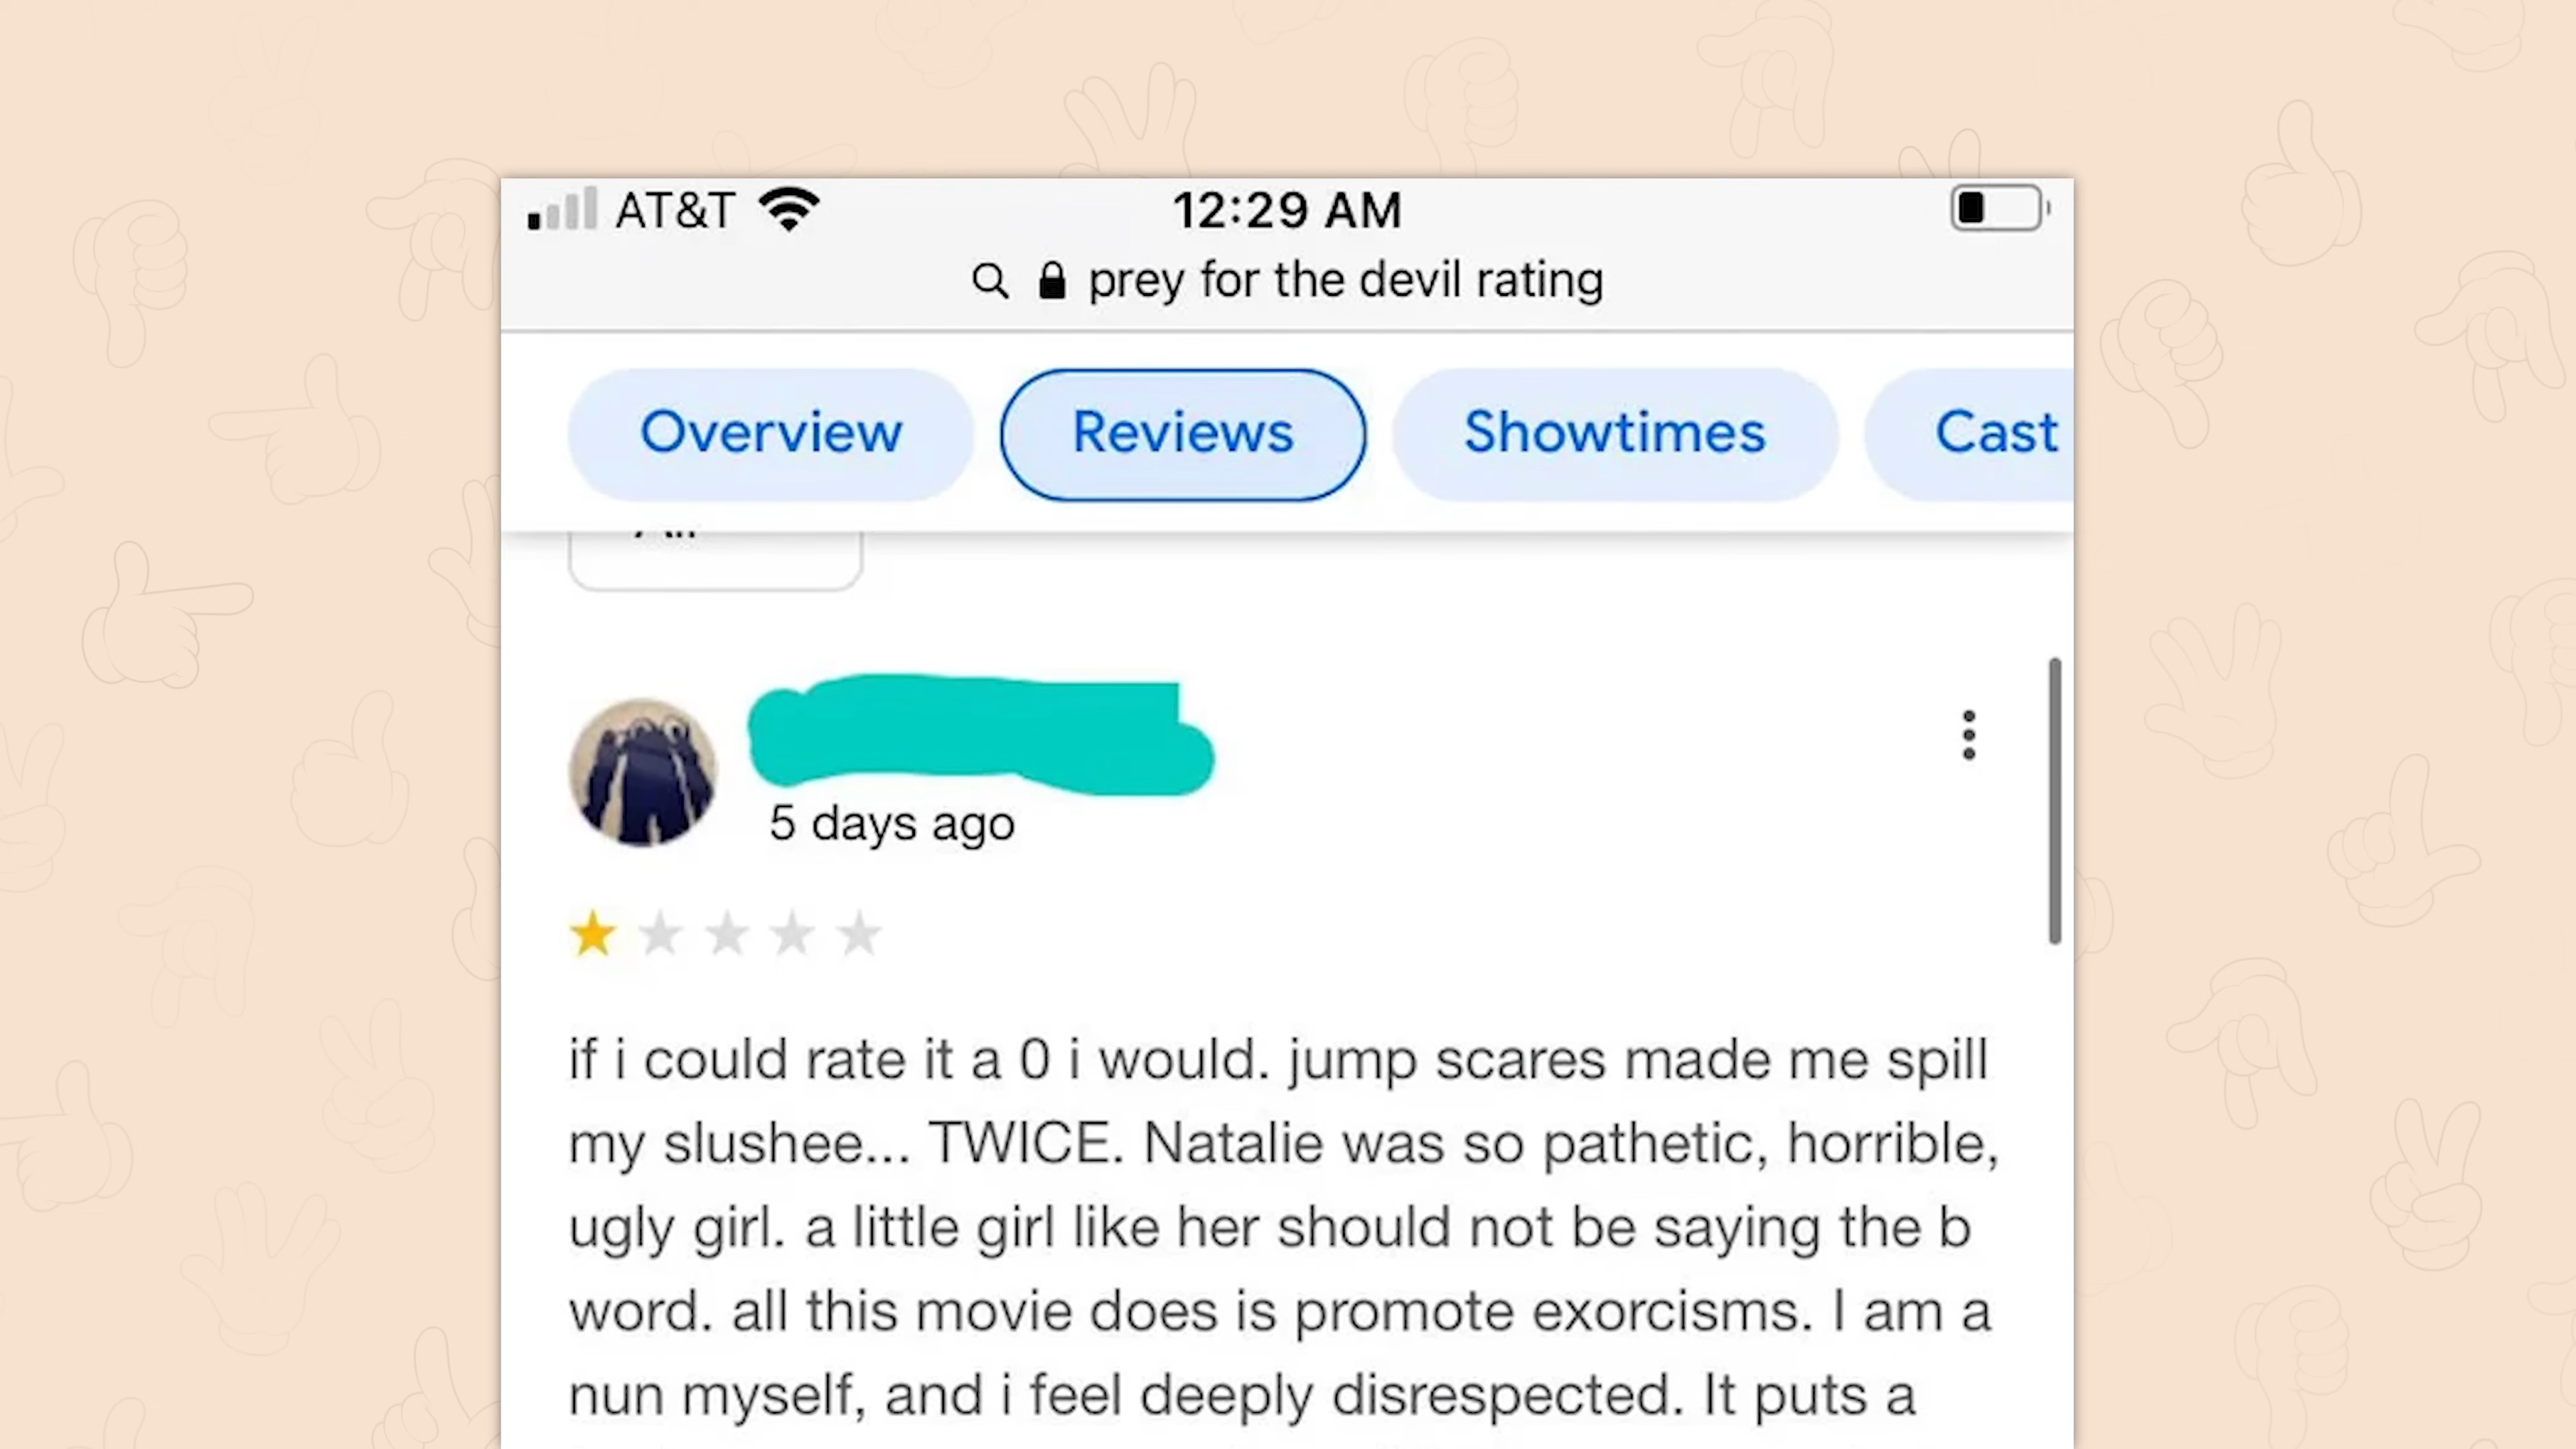 AT&T 12:29 AM
prey for the devil rating
Overview Reviews Showtimes Cast
5 days ago
if i could rate it a 0 i would. jump scares made me spill
my slushee... TWICE. Natalie was so pathetic, horrible,
ugly girl. a little girl like her should not be saying the b
word. all this movie does is promote exorcisms. I am a
nun myself, and i feel deeply disrespected. It puts a